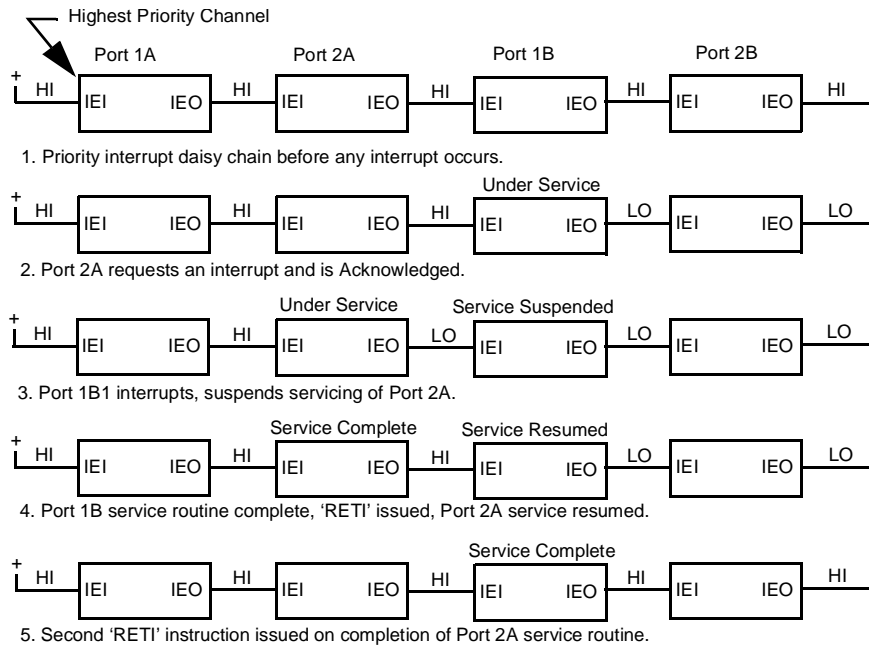 Highest Priority Channel
Port 1A Port 2A Port 1B Port 2B
+ HI IEI IEO HI IEI IEO HI IEI IEO HI IEI IEO HI
1. Priority interrupt daisy chain before any interrupt occurs.
Under Service
+ HI IEI IEO HI IEI IEO HI IEI IEO LO IEI IEO LO
2. Port 2A requests an interrupt and is Acknowledged.
Under Service Service Suspended
+ HI IEI IEO HI IEI IEO LO IEI IEO LO IEI IEO LO
3. Port 1B1 interrupts, suspends servicing of Port 2A.
Service Complete Service Resumed
+ HI IEI IEO HI IEI IEO HI IEI IEO LO IEI IEO LO
4. Port 1B service routine complete, ‘RETI’ issued, Port 2A service resumed.
Service Complete
+ HI IEI IEO HI IEI IEO HI IEI IEO HI IEI IEO HI
5. Second ‘RETI’ instruction issued on completion of Port 2A service routine.